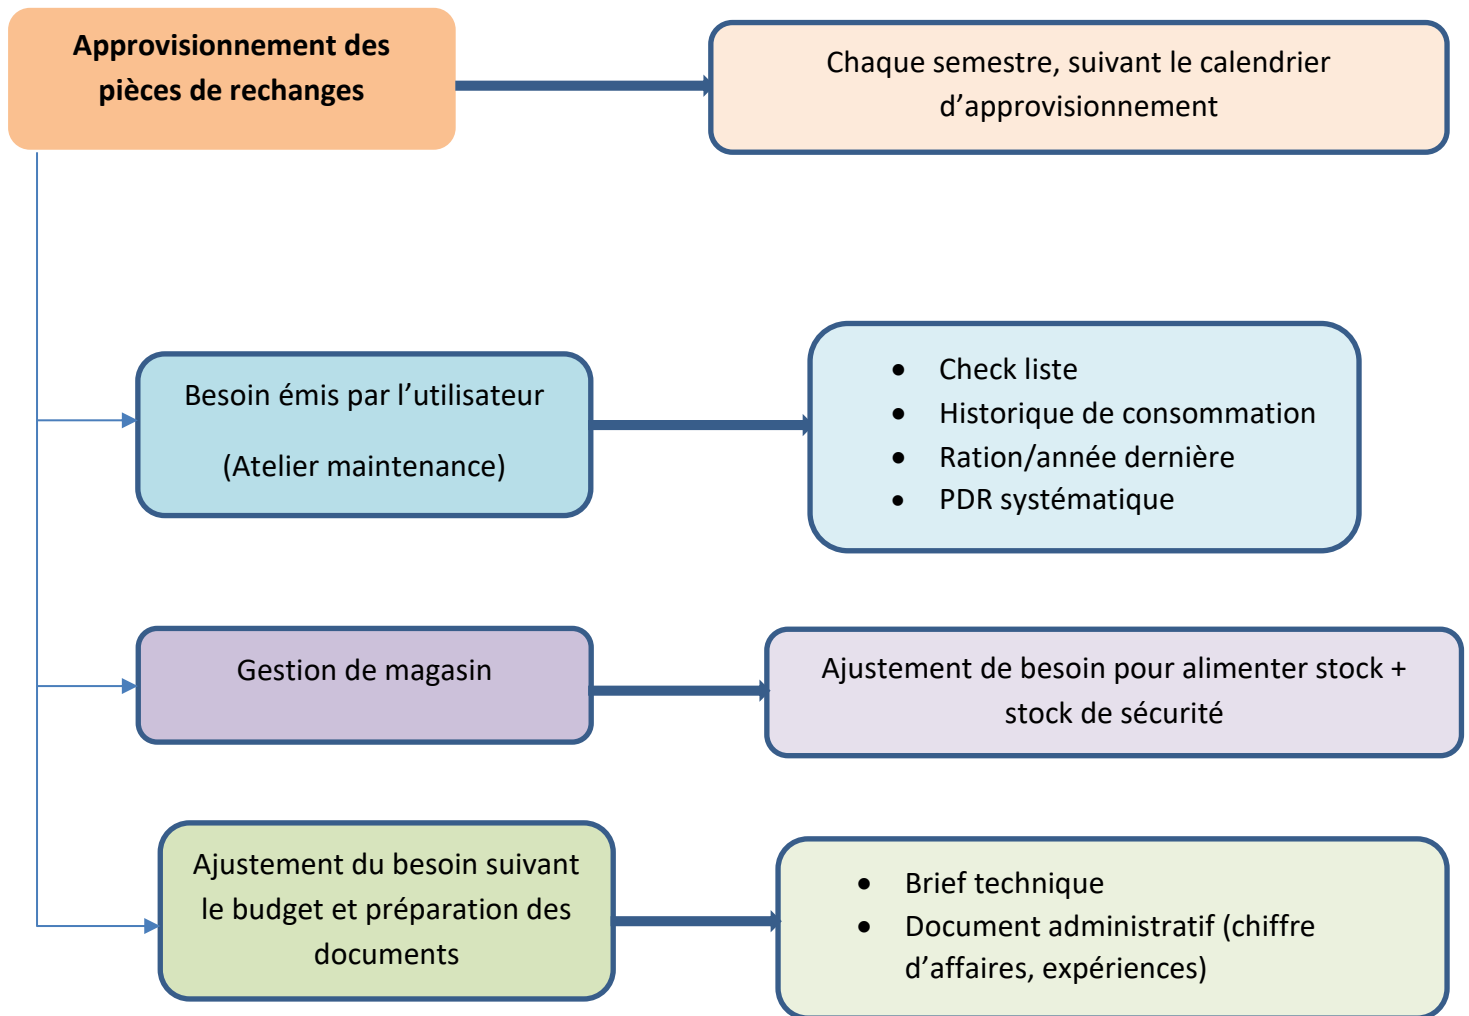 Approvisionnement des
pièces de rechanges
Chaque semestre, suivant le calendrier
d’approvisionnement
Besoin émis par l’utilisateur
(Atelier maintenance)
• Check liste
• Historique de consommation
• Ration/année dernière
• PDR systématique
Gestion de magasin
Ajustement de besoin pour alimenter stock +
stock de sécurité
Ajustement du besoin suivant
le budget et préparation des
documents
• Brief technique
• Document administratif (chiffre
d’affaires, expériences)